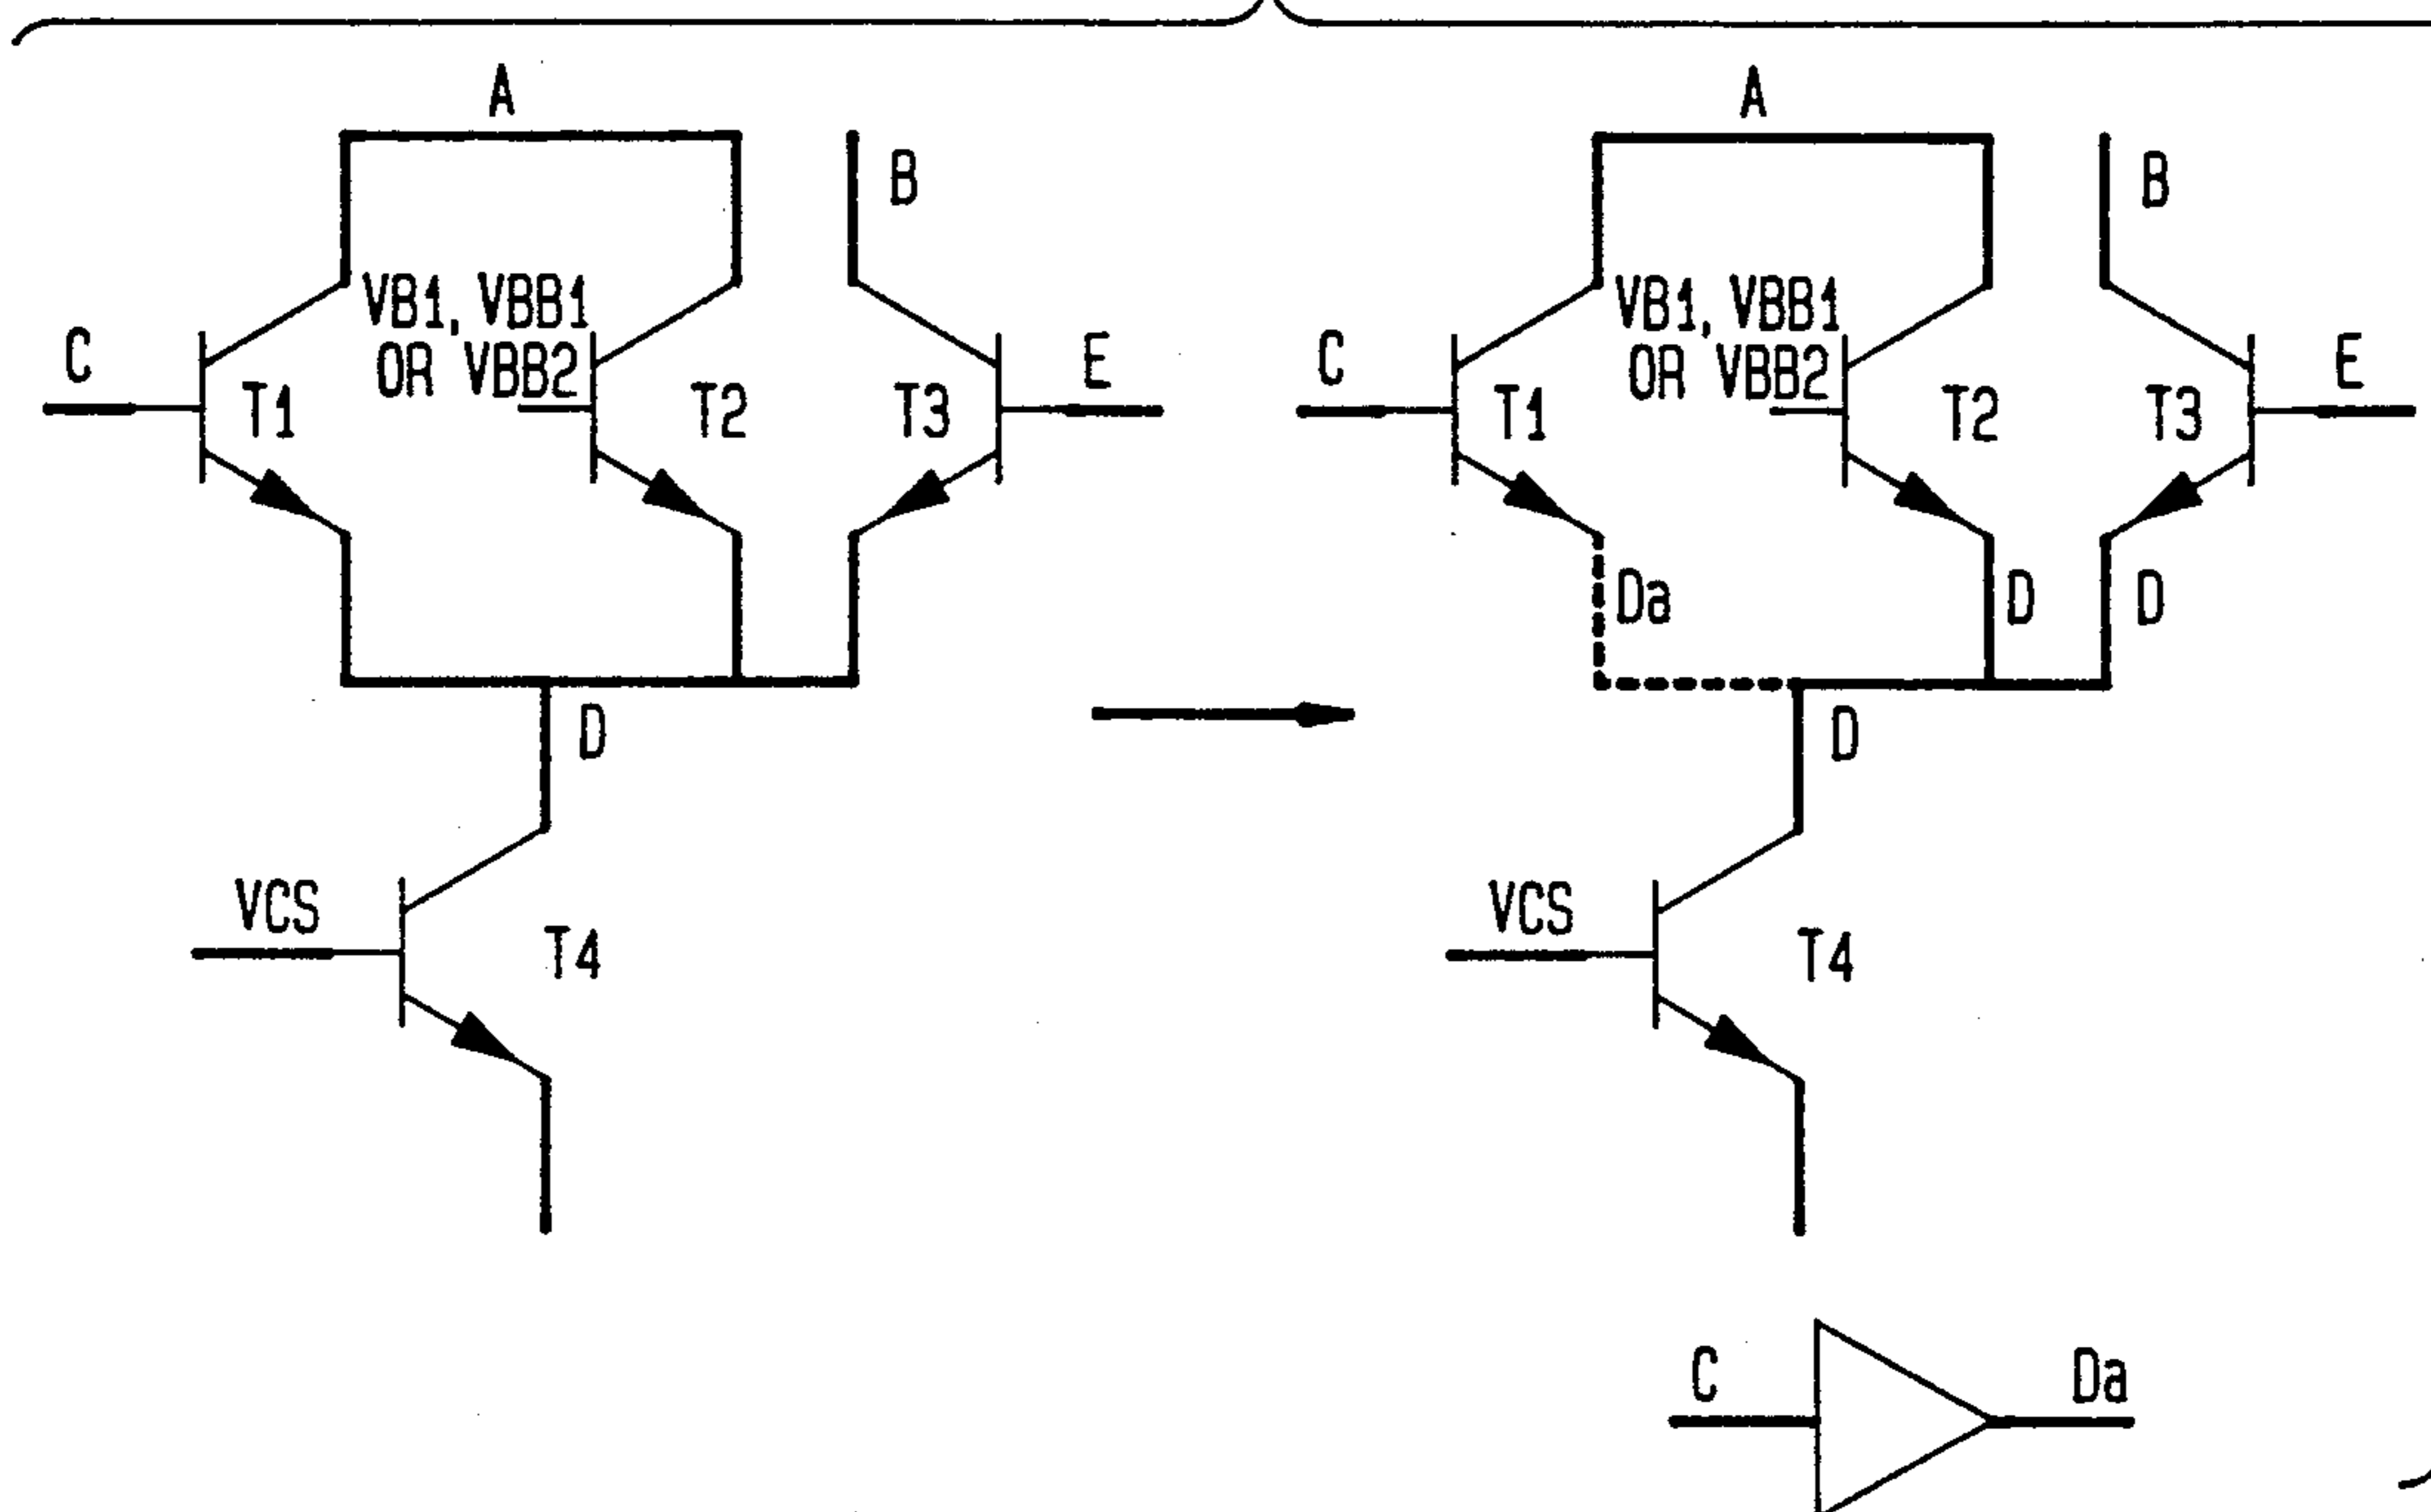 A
B
VB1, VBB1
OR VBB2
C
T1
T2
T3
E
D
VCS
T4
A
B
VB1, VBB1
OR VBB2
C
T1
T2
T3
E
Da
D
D
D
VCS
T4
C
Da